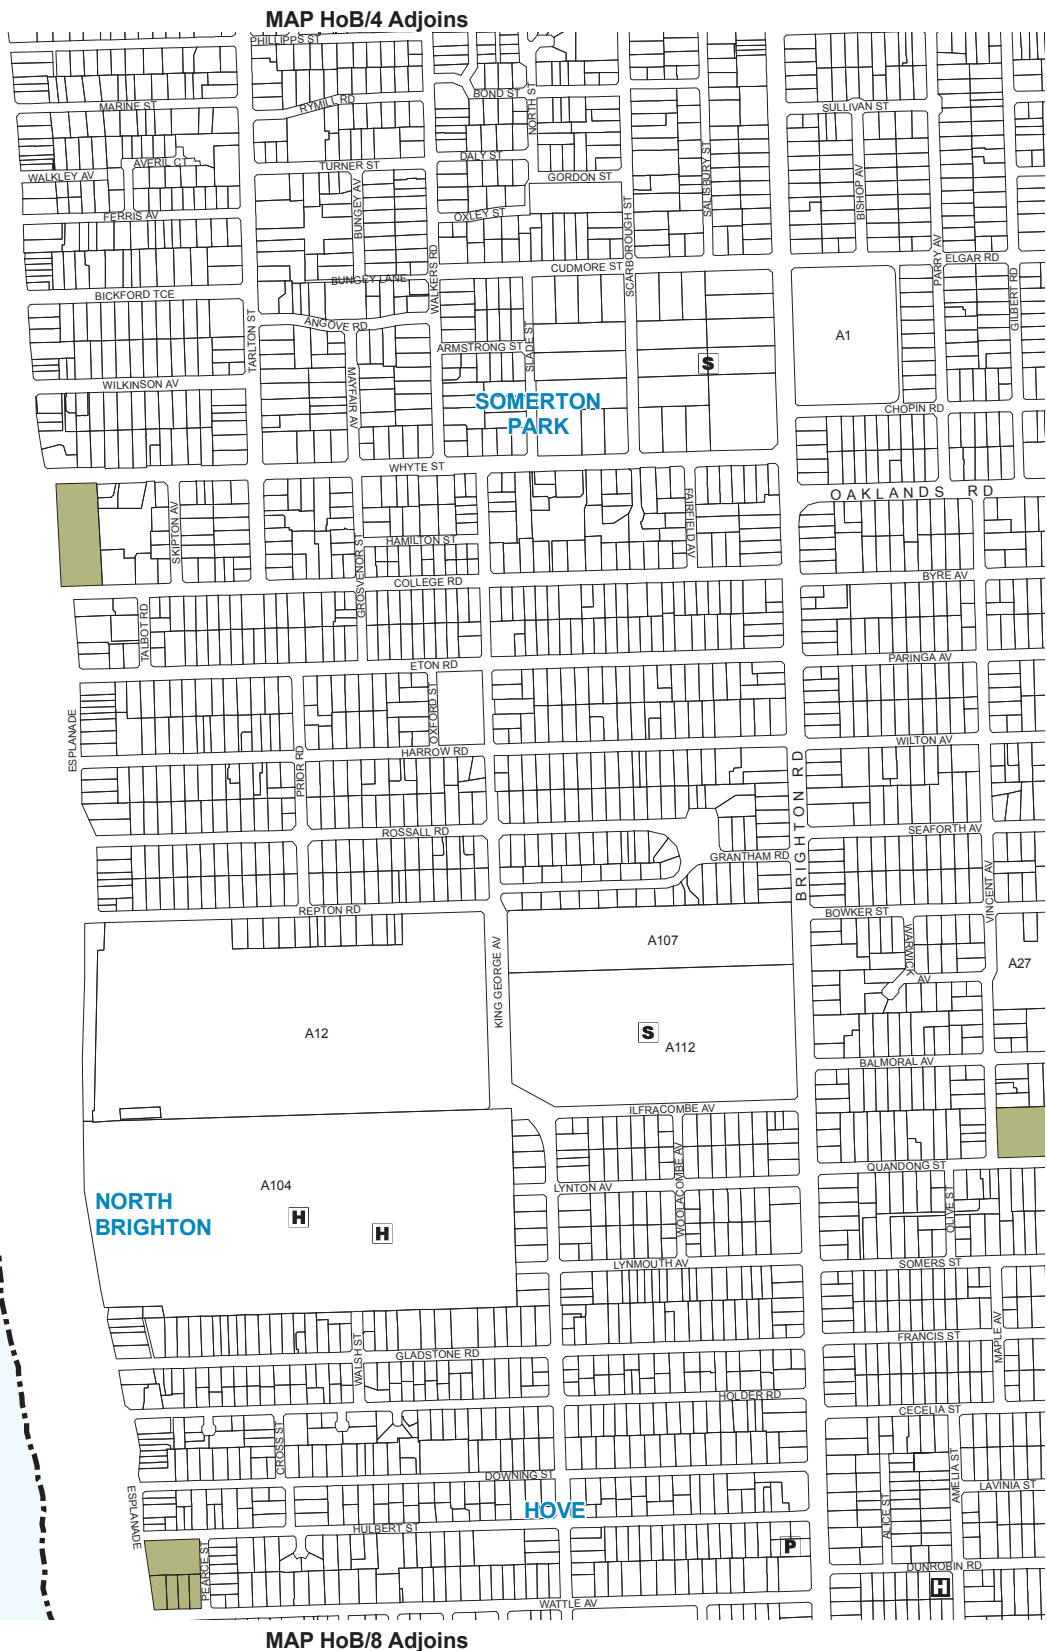 MAP HoB/4 Adjoins
PHILLIPPS ST
BOND ST
RYMILL RD
MARINE ST
SULLIVAN ST
NORTH ST
SALISBURY ST
DALY ST
AVERIL CT
TURNER ST
WALKLEY AV
GORDON ST
BISHOP AV
BUNGEY AV
FERRIS AV
OXLEY ST
SCARBOROUGH ST
PARRY AV
ELGAR RD
WALKERS RD
CUDMORE ST
BUNGEY LANE
GILBERT RD
BICKFORD TCE
ANGOVE RD
TARLTON ST
A1
ARMSTRONG ST
SLADE ST
S
WILKINSON AV
MAYFAIR AV
SOMERTON
PARK
CHOPIN RD
WHYTE ST
OAKLANDS RD
SKIPTON AV
FAIRFIELD AV
HAMILTON ST
GROSVENOR ST
COLLEGE RD
BYRE AV
TALBOT RD
ETON RD
PARINGA AV
OXFORD ST
ESPLANADE
HARROW RD
WILTON AV
PRIOR RD
BRIGHTON RD
ROSSALL RD
SEAFORTH AV
GRANTHAM RD
VINCENT AV
REPTON RD
BOWKER ST
WARWICK
AV
A107
KING GEORGE AV
A27
A12
S
A112
BALMORAL AV
ILFRACOMBE AV
WOOLACOMBE AV
QUANDONG ST
LYNTON AV
A104
NORTH
BRIGHTON
H
H
OLIVE ST
LYNMOUTH AV
SOMERS ST
FRANCIS ST
MAPLE AV
WALSH ST
GLADSTONE RD
HOLDER RD
CECELIA ST
CROSS ST
DOWNING ST
AMELIA ST
LAVINIA ST
ESPLANADE
HOVE
ALICE ST
HULBERT ST
PEARCE ST
P
DUNROBIN RD
H
WATTLE AV
MAP HoB/8 Adjoins